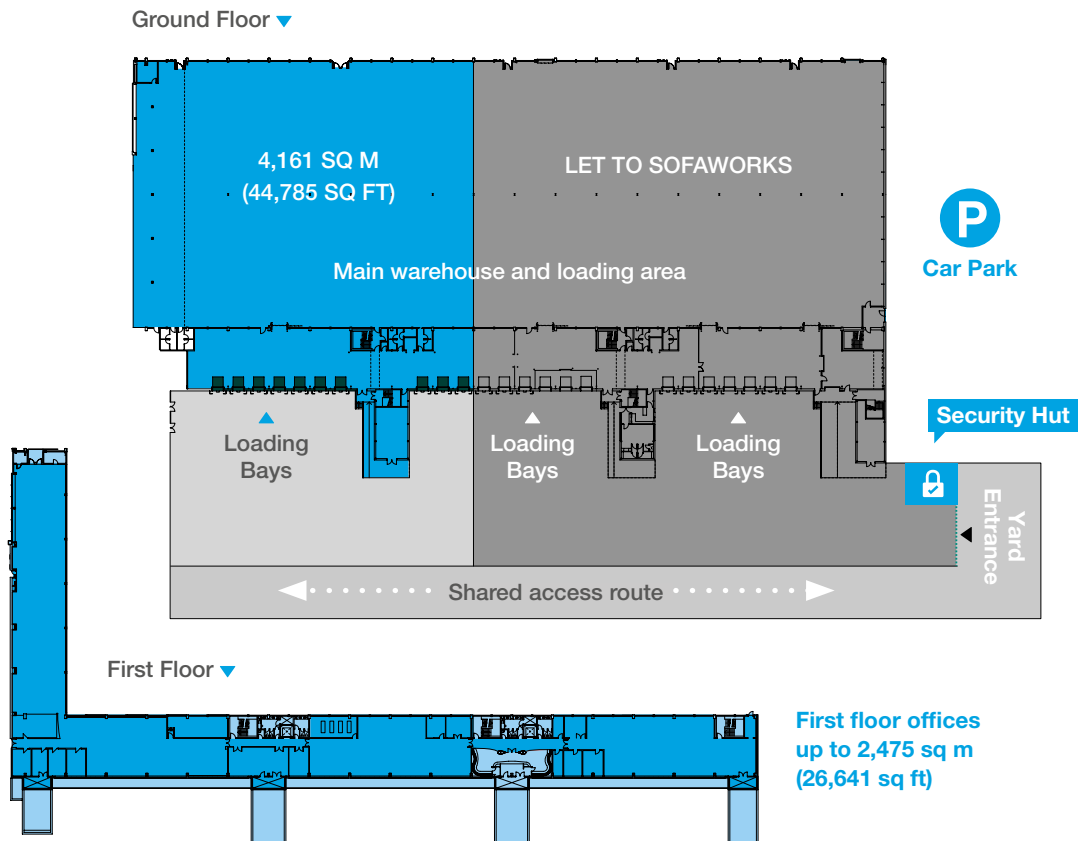 Ground Floor
4,161 SQ M
(44,785 SQ FT)
LET TO SOFAWORKS
P
Car Park
Main warehouse and loading area
Security Hut
Loading
Bays
Loading
Bays
Loading
Bays
Yard
Entrance
Shared access route
First Floor
First floor offices
up to 2,475 sq m
(26,641 sq ft)